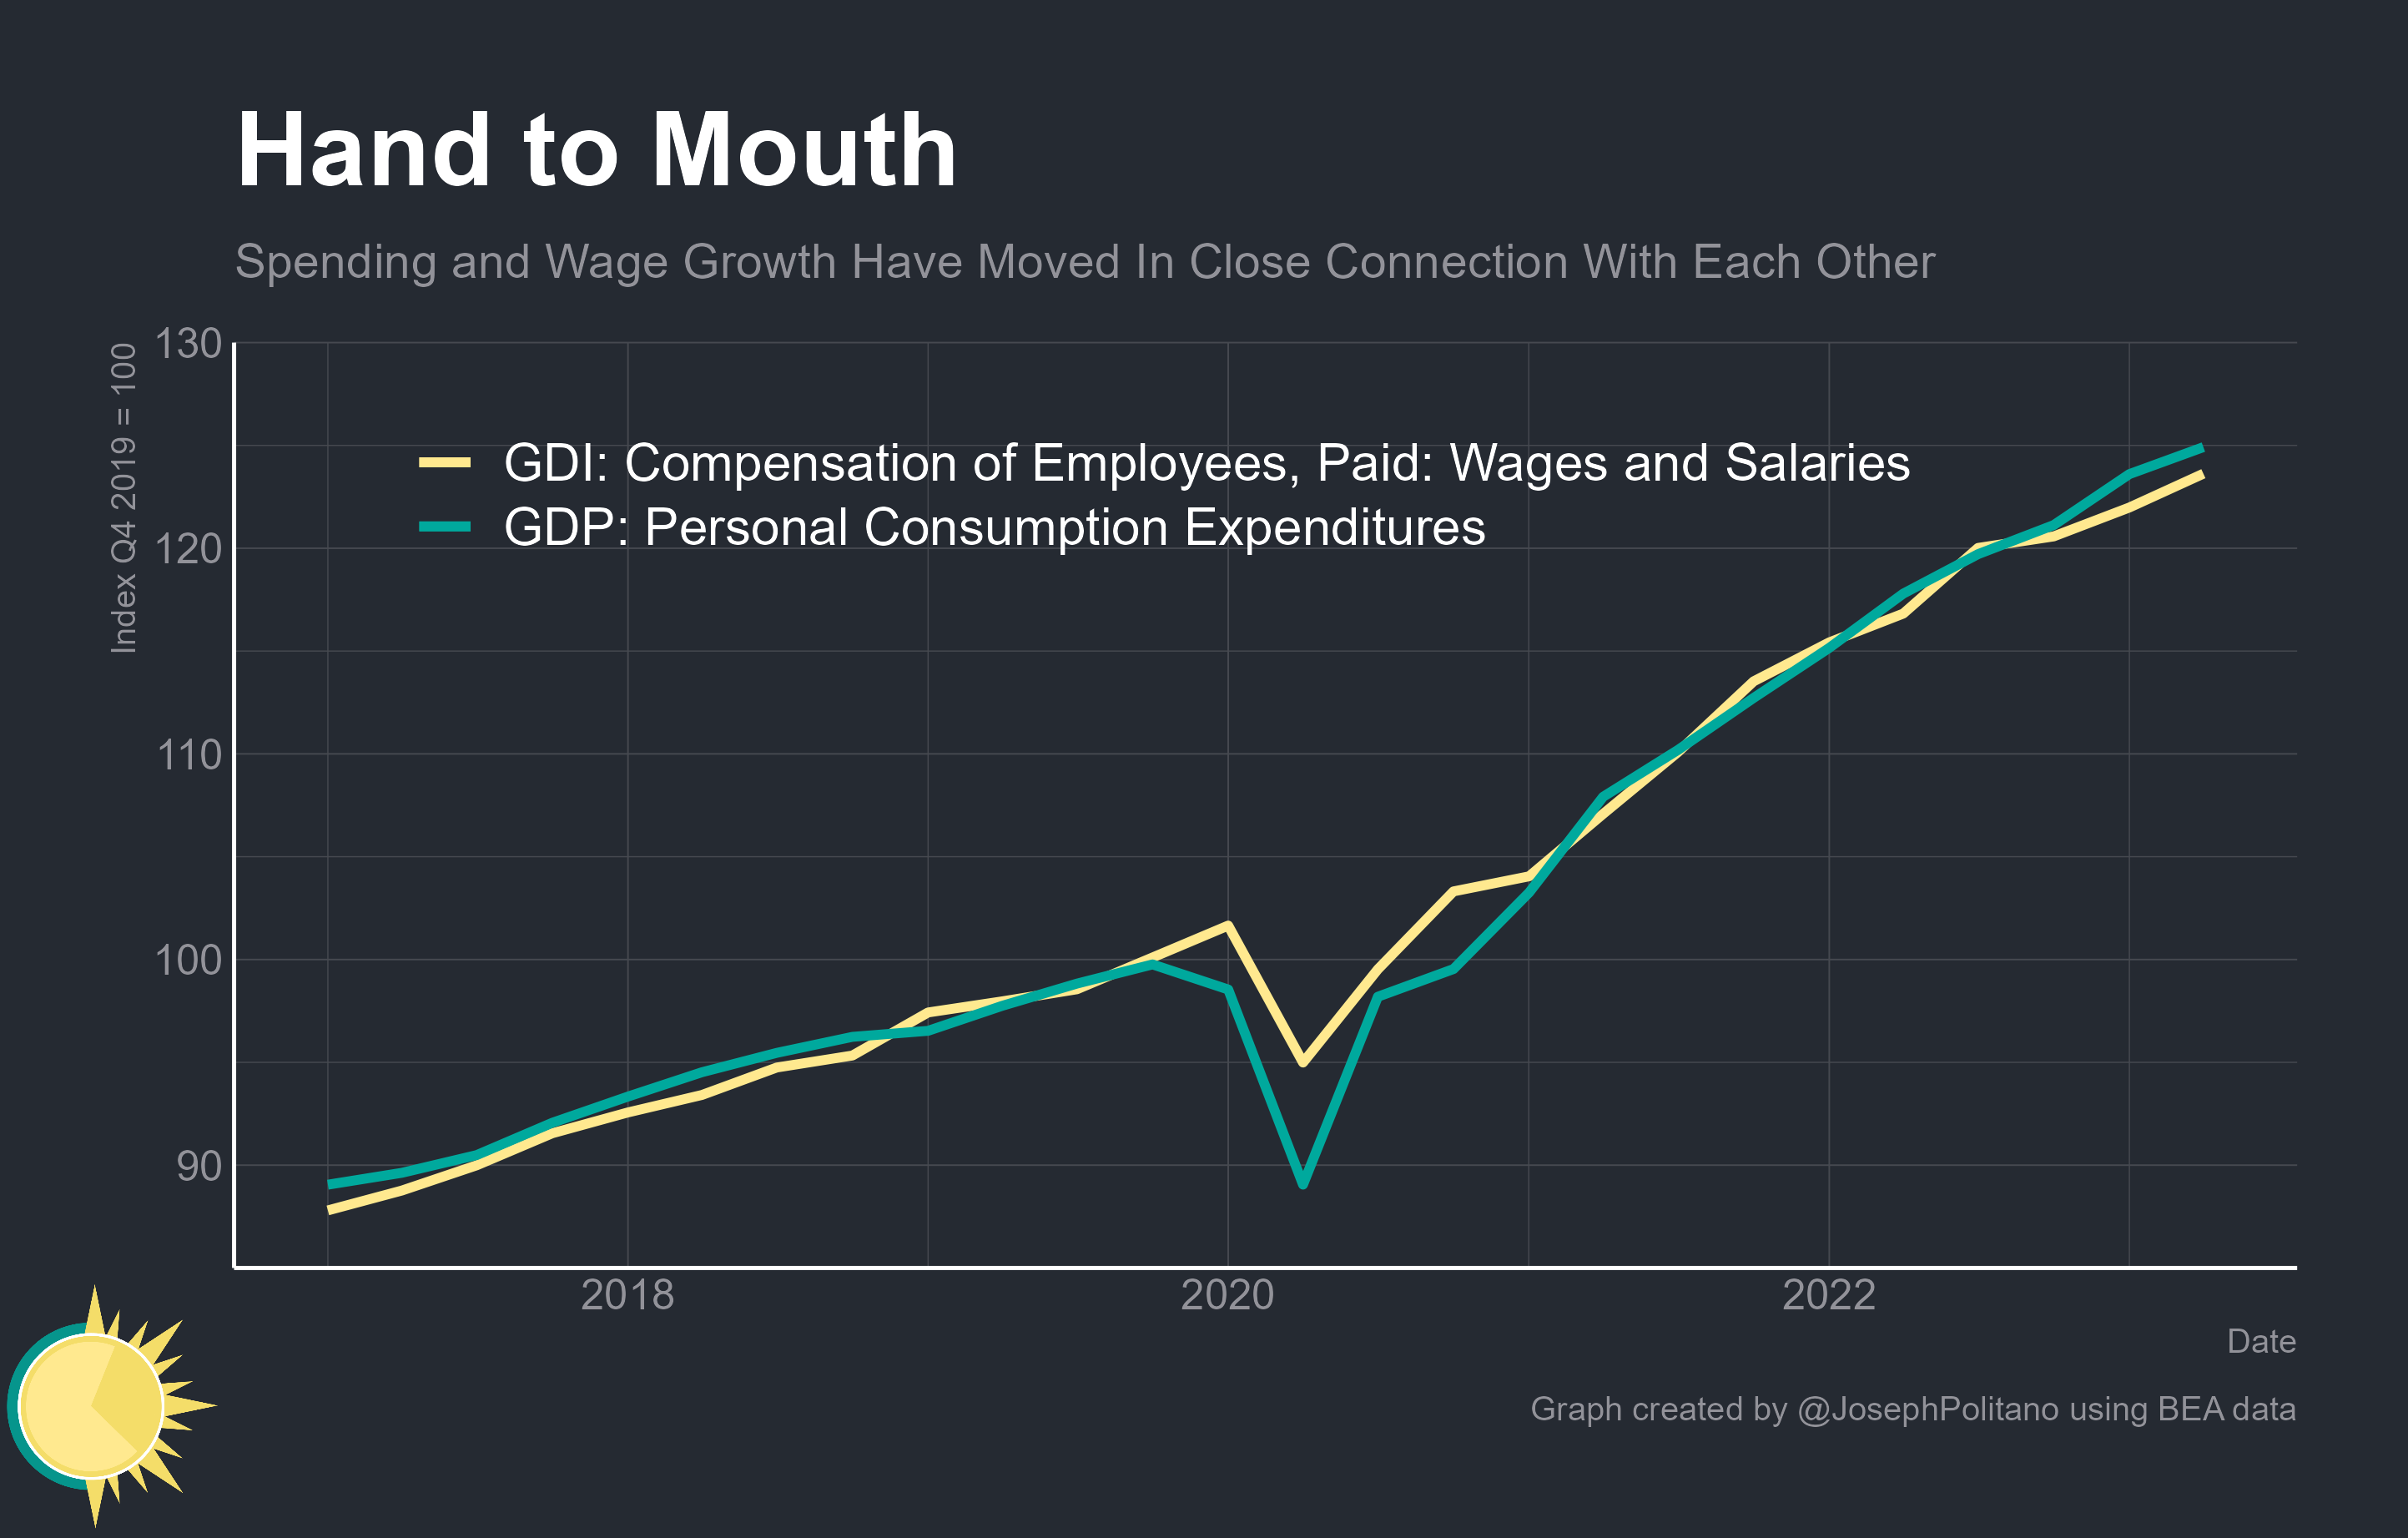 Hand to Mouth
Spending and Wage Growth Have Moved In Close Connection With Each Other
Index Q4 2019 = 100
130
120
110
100
90
GDI: Compensation of Employees, Paid: Wages and Salaries
GDP: Personal Consumption Expenditures
2018 2020 2022
Date
Graph created by @JosephPolitano using BEA data